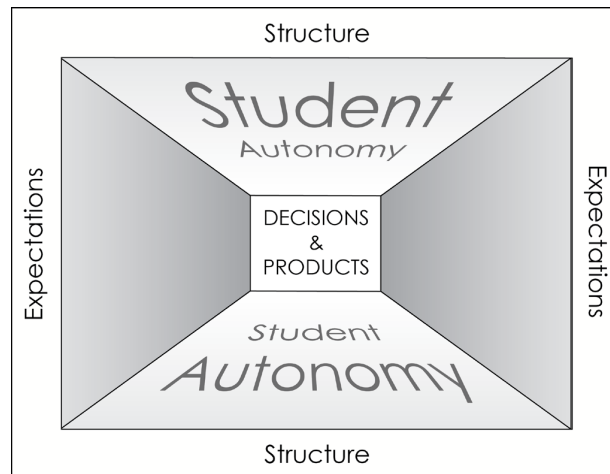 Structure
Student
Autonomy
Expectations
DECISIONS
&
PRODUCTS
Expectations
Student
Autonomy
Structure